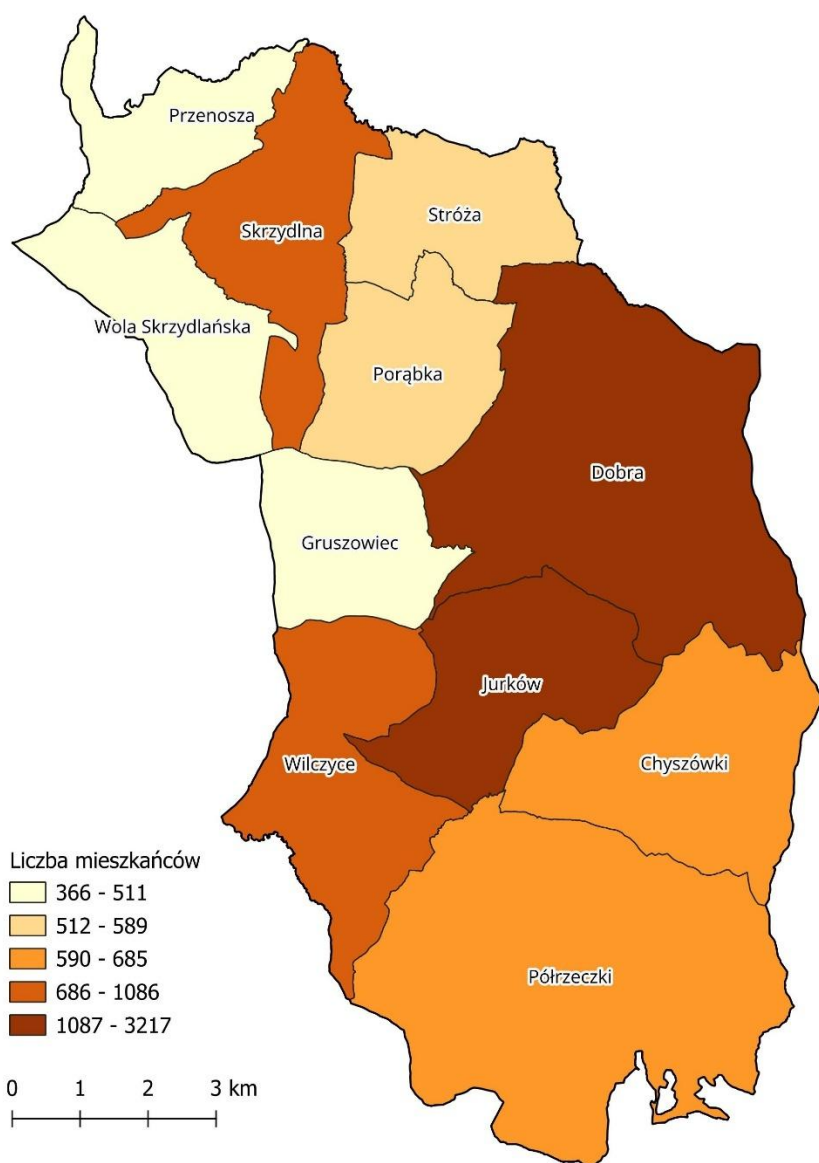 Przenosza
Skrzydlna
Stróża
Wola Skrzydlańska
Porąbka
Dobra
Gruszowiec
Jurków
Wilczyce
Chyszówki
Półrzeczki
Liczba mieszkańców
366 - 511
512 - 589
590 - 685
686 - 1086
1087 - 3217
0 1 2 3 km